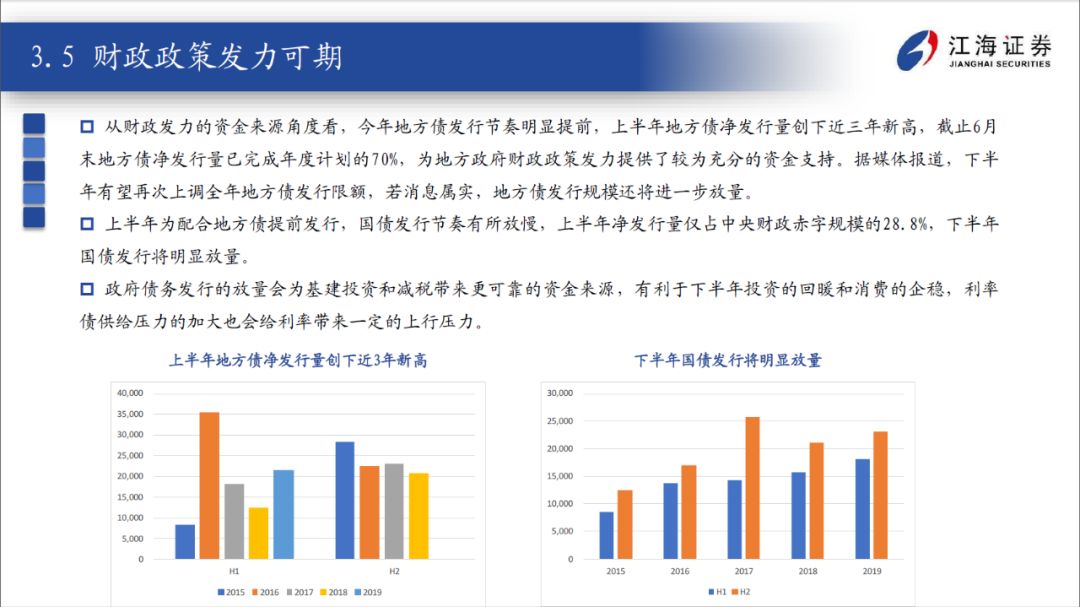 3.5 财政政策发力可期
江海证券
JIANGHAI SECURITIES
从财政发力的资金来源角度看，今年地方债发行节奏明显提前，上半年地方债净发行量创下近三年新高，截止6月
末地方债净发行量已完成年度计划的70%，为地方政府财政政策发力提供了较为充分的资金支持。据媒体报道，下半
年有望再次上调全年地方债发行限额，若消息属实，地方债发行规模还将进一步放量。
上半年为配合地方债提前发行，国债发行节奏有所放慢，上半年净发行量仅占中央财政赤字规模的28.8%，下半年
国债发行将明显放量。
政府债务发行的放量会为基建投资和减税带来更可靠的资金来源，有利于下半年投资的回暖和消费的企稳，利率
债供给压力的加大也会给利率带来一定的上行压力。
上半年地方债净发行量创下近3年新高
40,000
35,000
30,000
25,000
20,000
15,000
10,000
5,000
0
H1 H2
2015 2016 2017 2018 2019
下半年国债发行将明显放量
30,000
25,000
20,000
15,000
10,000
5,000
0
2015 2016 2017 2018 2019
H1 H2